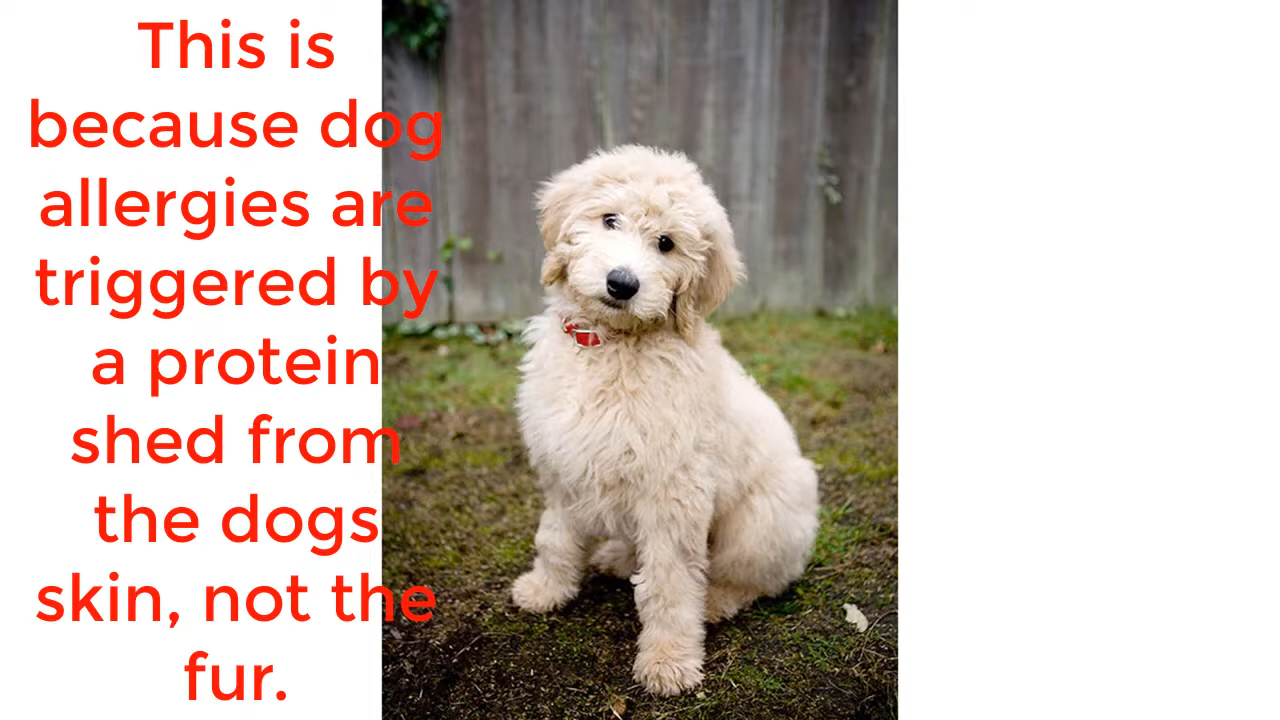 This is
because dog
allergies are
triggered by
a protein
shed from
the dogs
skin, not the
fur.